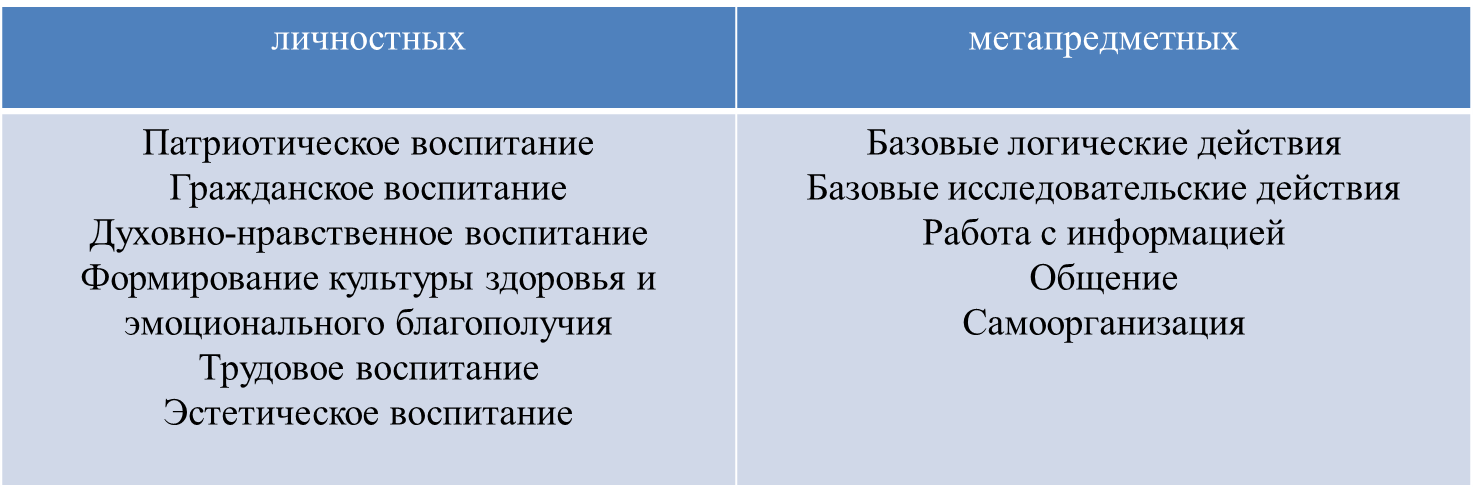 личностных
метапредметных
Патриотическое воспитание
Гражданское воспитание
Духовно-нравственное воспитание
Формирование культуры здоровья и
эмоционального благополучия
Трудовое воспитание
Эстетическое воспитание
Базовые логические действия
Базовые исследовательские действия
Работа с информацией
Общение
Самоорганизация